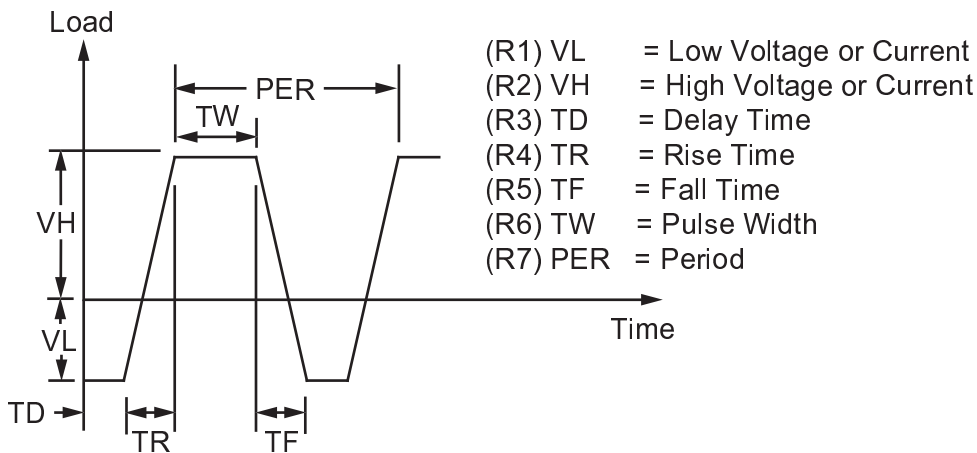 Load
PER
TW
VH
VL
TD
TR
TF
Time
(R1) VL = Low Voltage or Current
(R2) VH = High Voltage or Current
(R3) TD = Delay Time
(R4) TR = Rise Time
(R5) TF = Fall Time
(R6) TW = Pulse Width
(R7) PER = Period